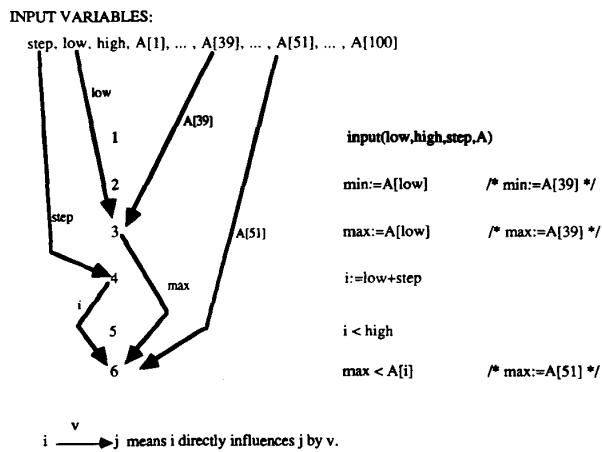 INPUT VARIABLES:
step, low, high, A[1], ... , A[39], ... , A[51], ... , A[100]
low
A[39]
1 input(low,high,step,A)
2 min:=A[low] /* min:=A[39] */
step
3 A[51] max:=A[low] /* max:=A[39] */
4 max i:=low+step
i
5 i < high
6 max < A[i] /* max:=A[51] */
v
i j means i directly influences j by v.